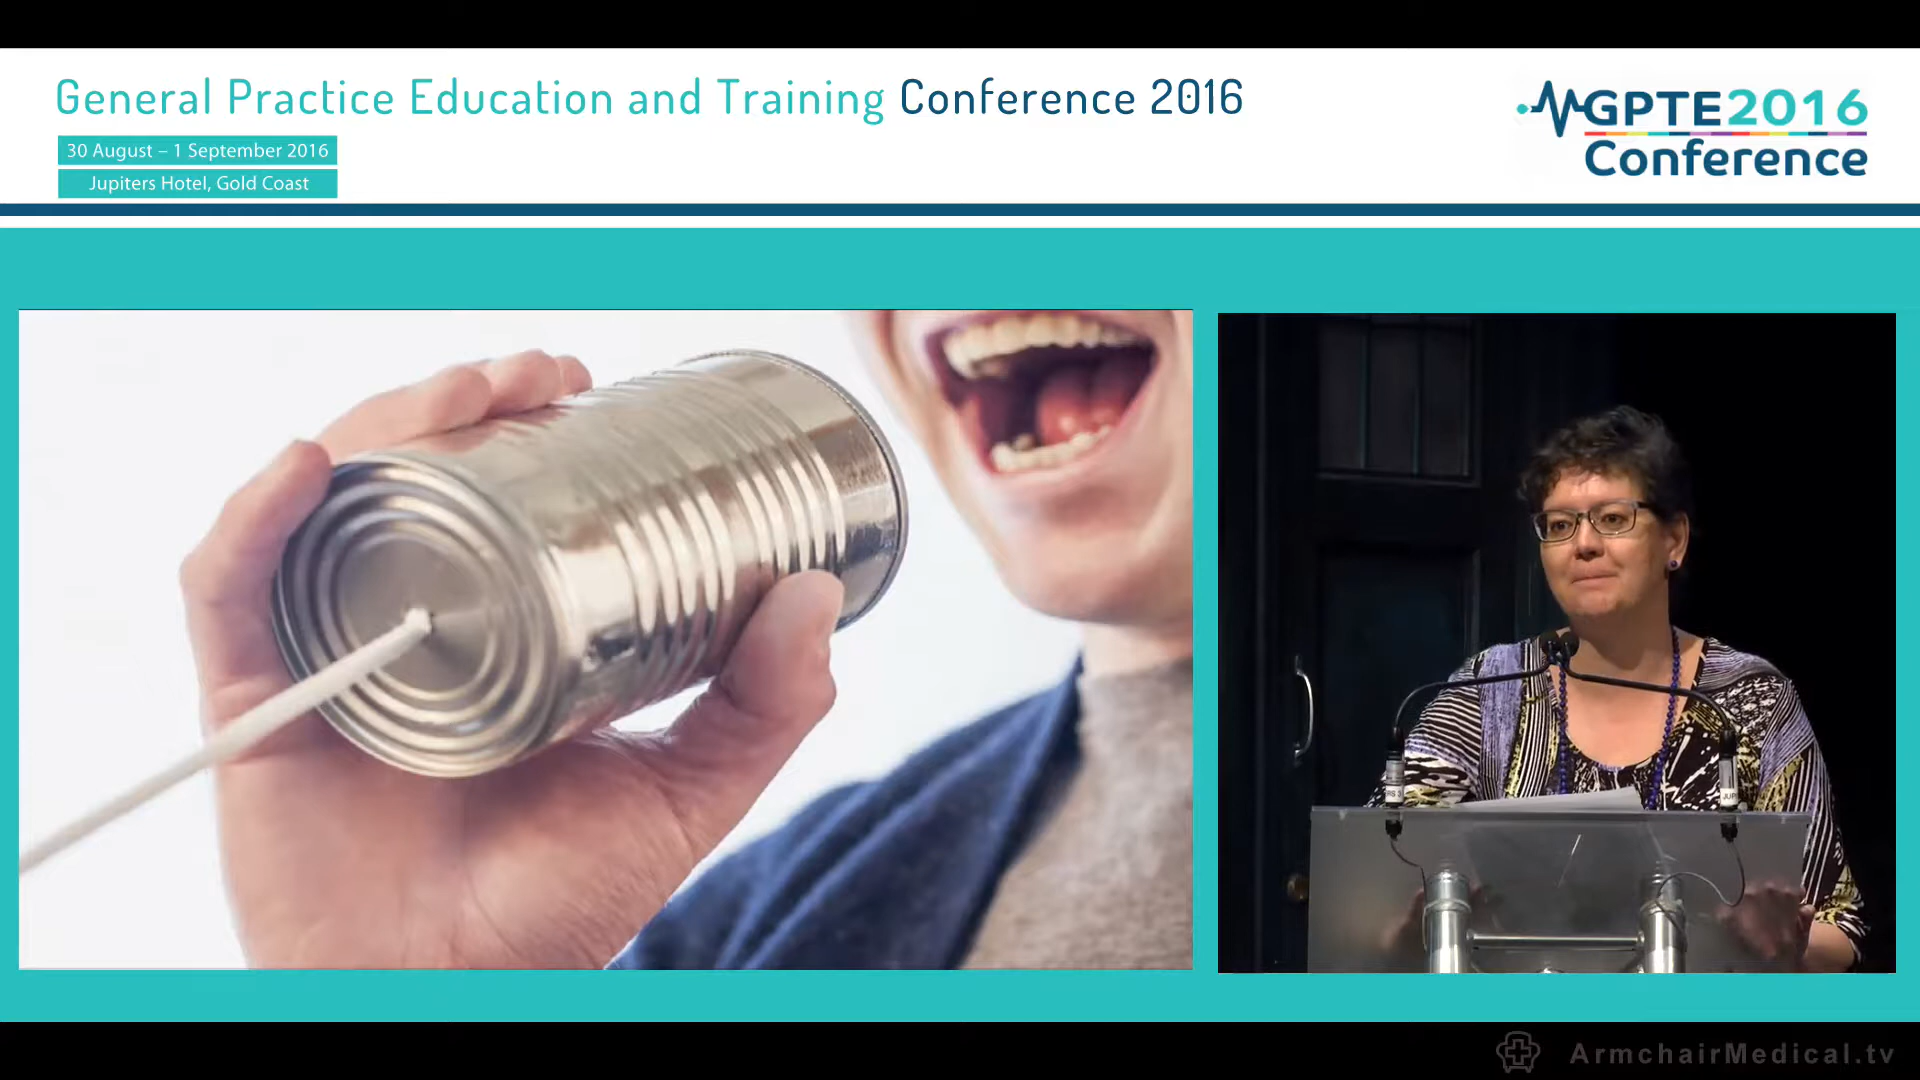 General Practice Education and Training Conference 2016
30 August – 1 September 2016
Jupiters Hotel, Gold Coast
GPTE2016
Conference
ArmchairMedical.tv